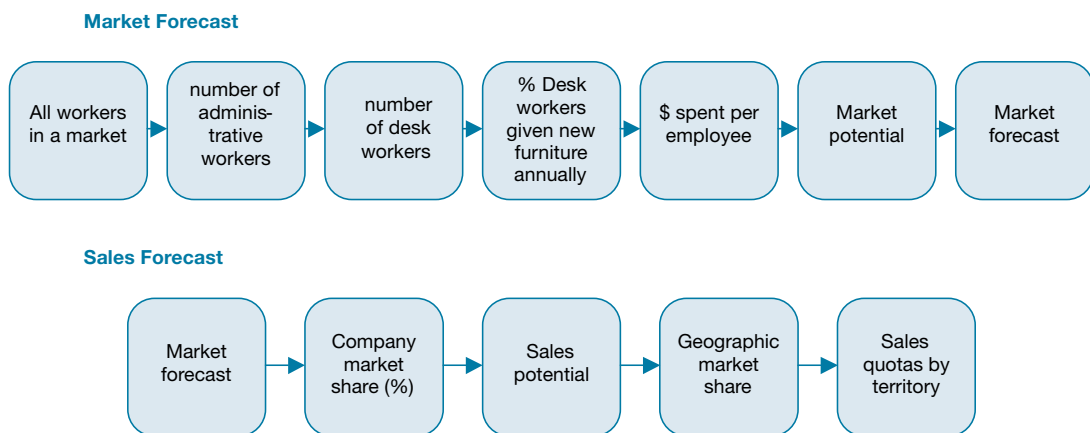 Market Forecast
All workers
in a market
number of
adminis-
trative
workers
number
of desk
workers
% Desk
workers
given new
furniture
annually
$ spent per
employee
Market
potential
Market
forecast
Sales Forecast
Market
forecast
Company
market
share (%)
Sales
potential
Geographic
market
share
Sales
quotas by
territory